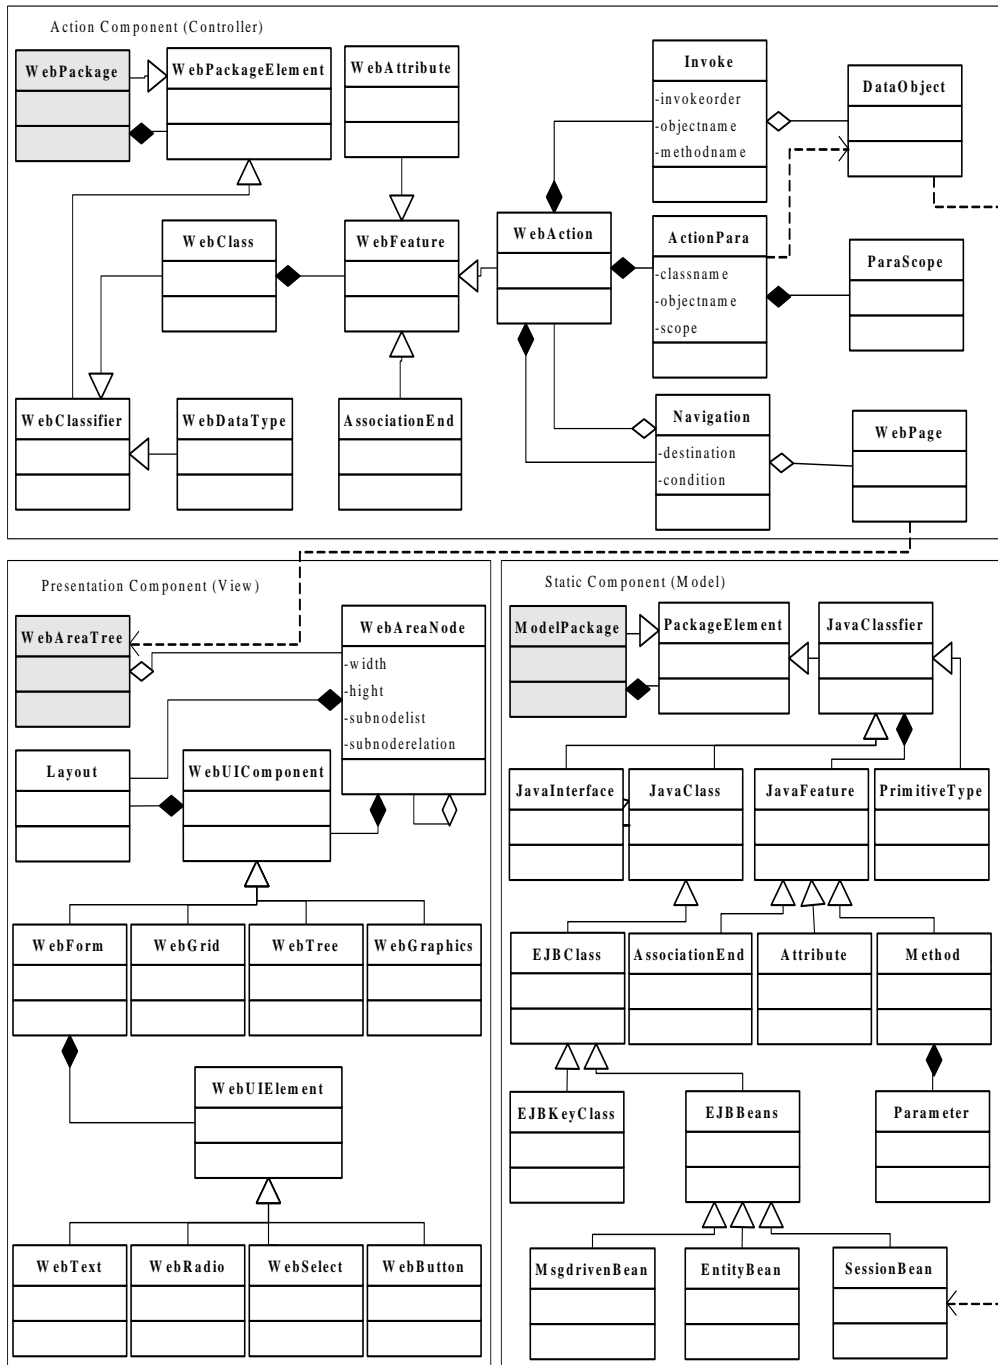 Action Component (Controller)
WebPackage
WebPackageElement
WebAttribute
Invoke
-invokeorder
-objectname
-methodname
DataObject
WebClass
WebFeature
WebAction
ActionPara
-classname
-objectname
-scope
ParaScope
WebClassifier
WebDataType
AssociationEnd
Navigation
-destination
-condition
WebPage
Presentation Component (View)
WebAreaTree
WebAreaNode
-width
-hight
-subnodelist
-subnoderelation
Layout
WebUIComponent
WebForm
WebGrid
WebTree
WebGraphics
WebUIElement
WebText
WebRadio
WebSelect
WebButton
Static Component (Model)
ModelPackage
PackageElement
JavaClassfier
JavaInterface
JavaClass
JavaFeature
PrimitiveType
EJBClass
AssociationEnd
Attribute
Method
EJBKeyClass
EJBBeans
Parameter
MsgdrivenBean
EntityBean
SessionBean